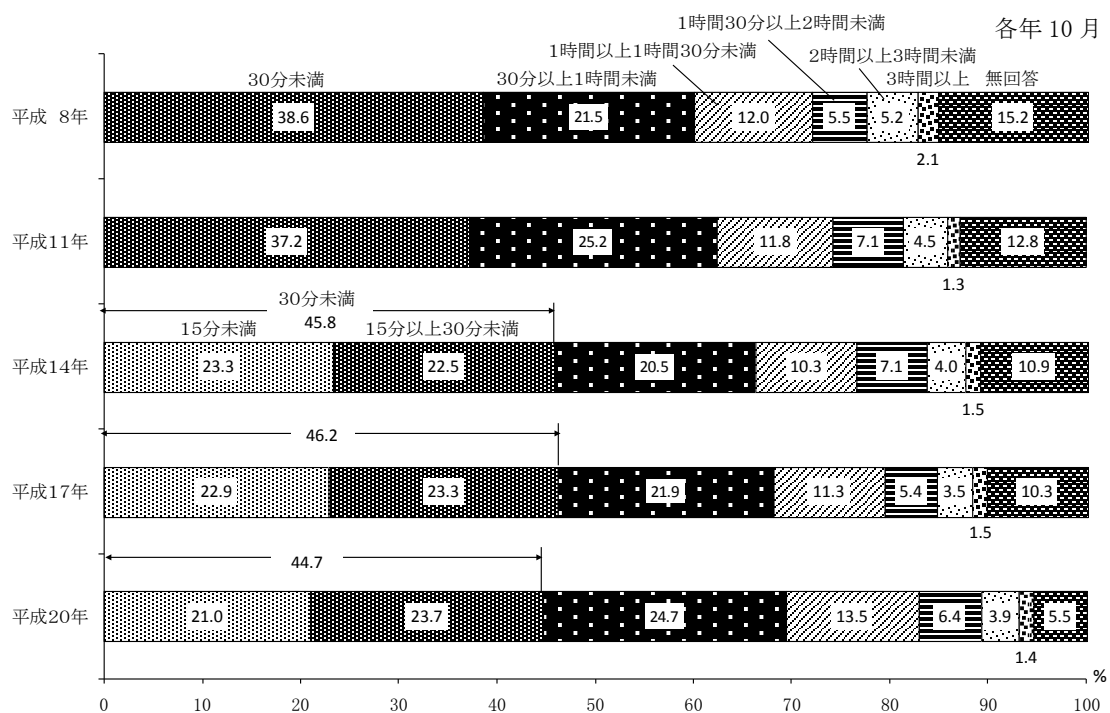 各年 10 月
1時間30分以上2時間未満
1時間以上1時間30分未満
2時間以上3時間未満
30分未満 30分以上1時間未満 3時間以上 無回答
平成 8年 38.6 21.5 12.0 5.5 5.2 15.2
2.1
平成11年 37.2 25.2 11.8 7.1 4.5 12.8
1.3
30分未満
45.8
15分未満 15分以上30分未満
平成14年 23.3 22.5 20.5 10.3 7.1 4.0 10.9
1.5
46.2
平成17年 22.9 23.3 21.9 11.3 5.4 3.5 10.3
1.5
44.7
平成20年 21.0 23.7 24.7 13.5 6.4 3.9 5.5
1.4
%
0 10 20 30 40 50 60 70 80 90 100